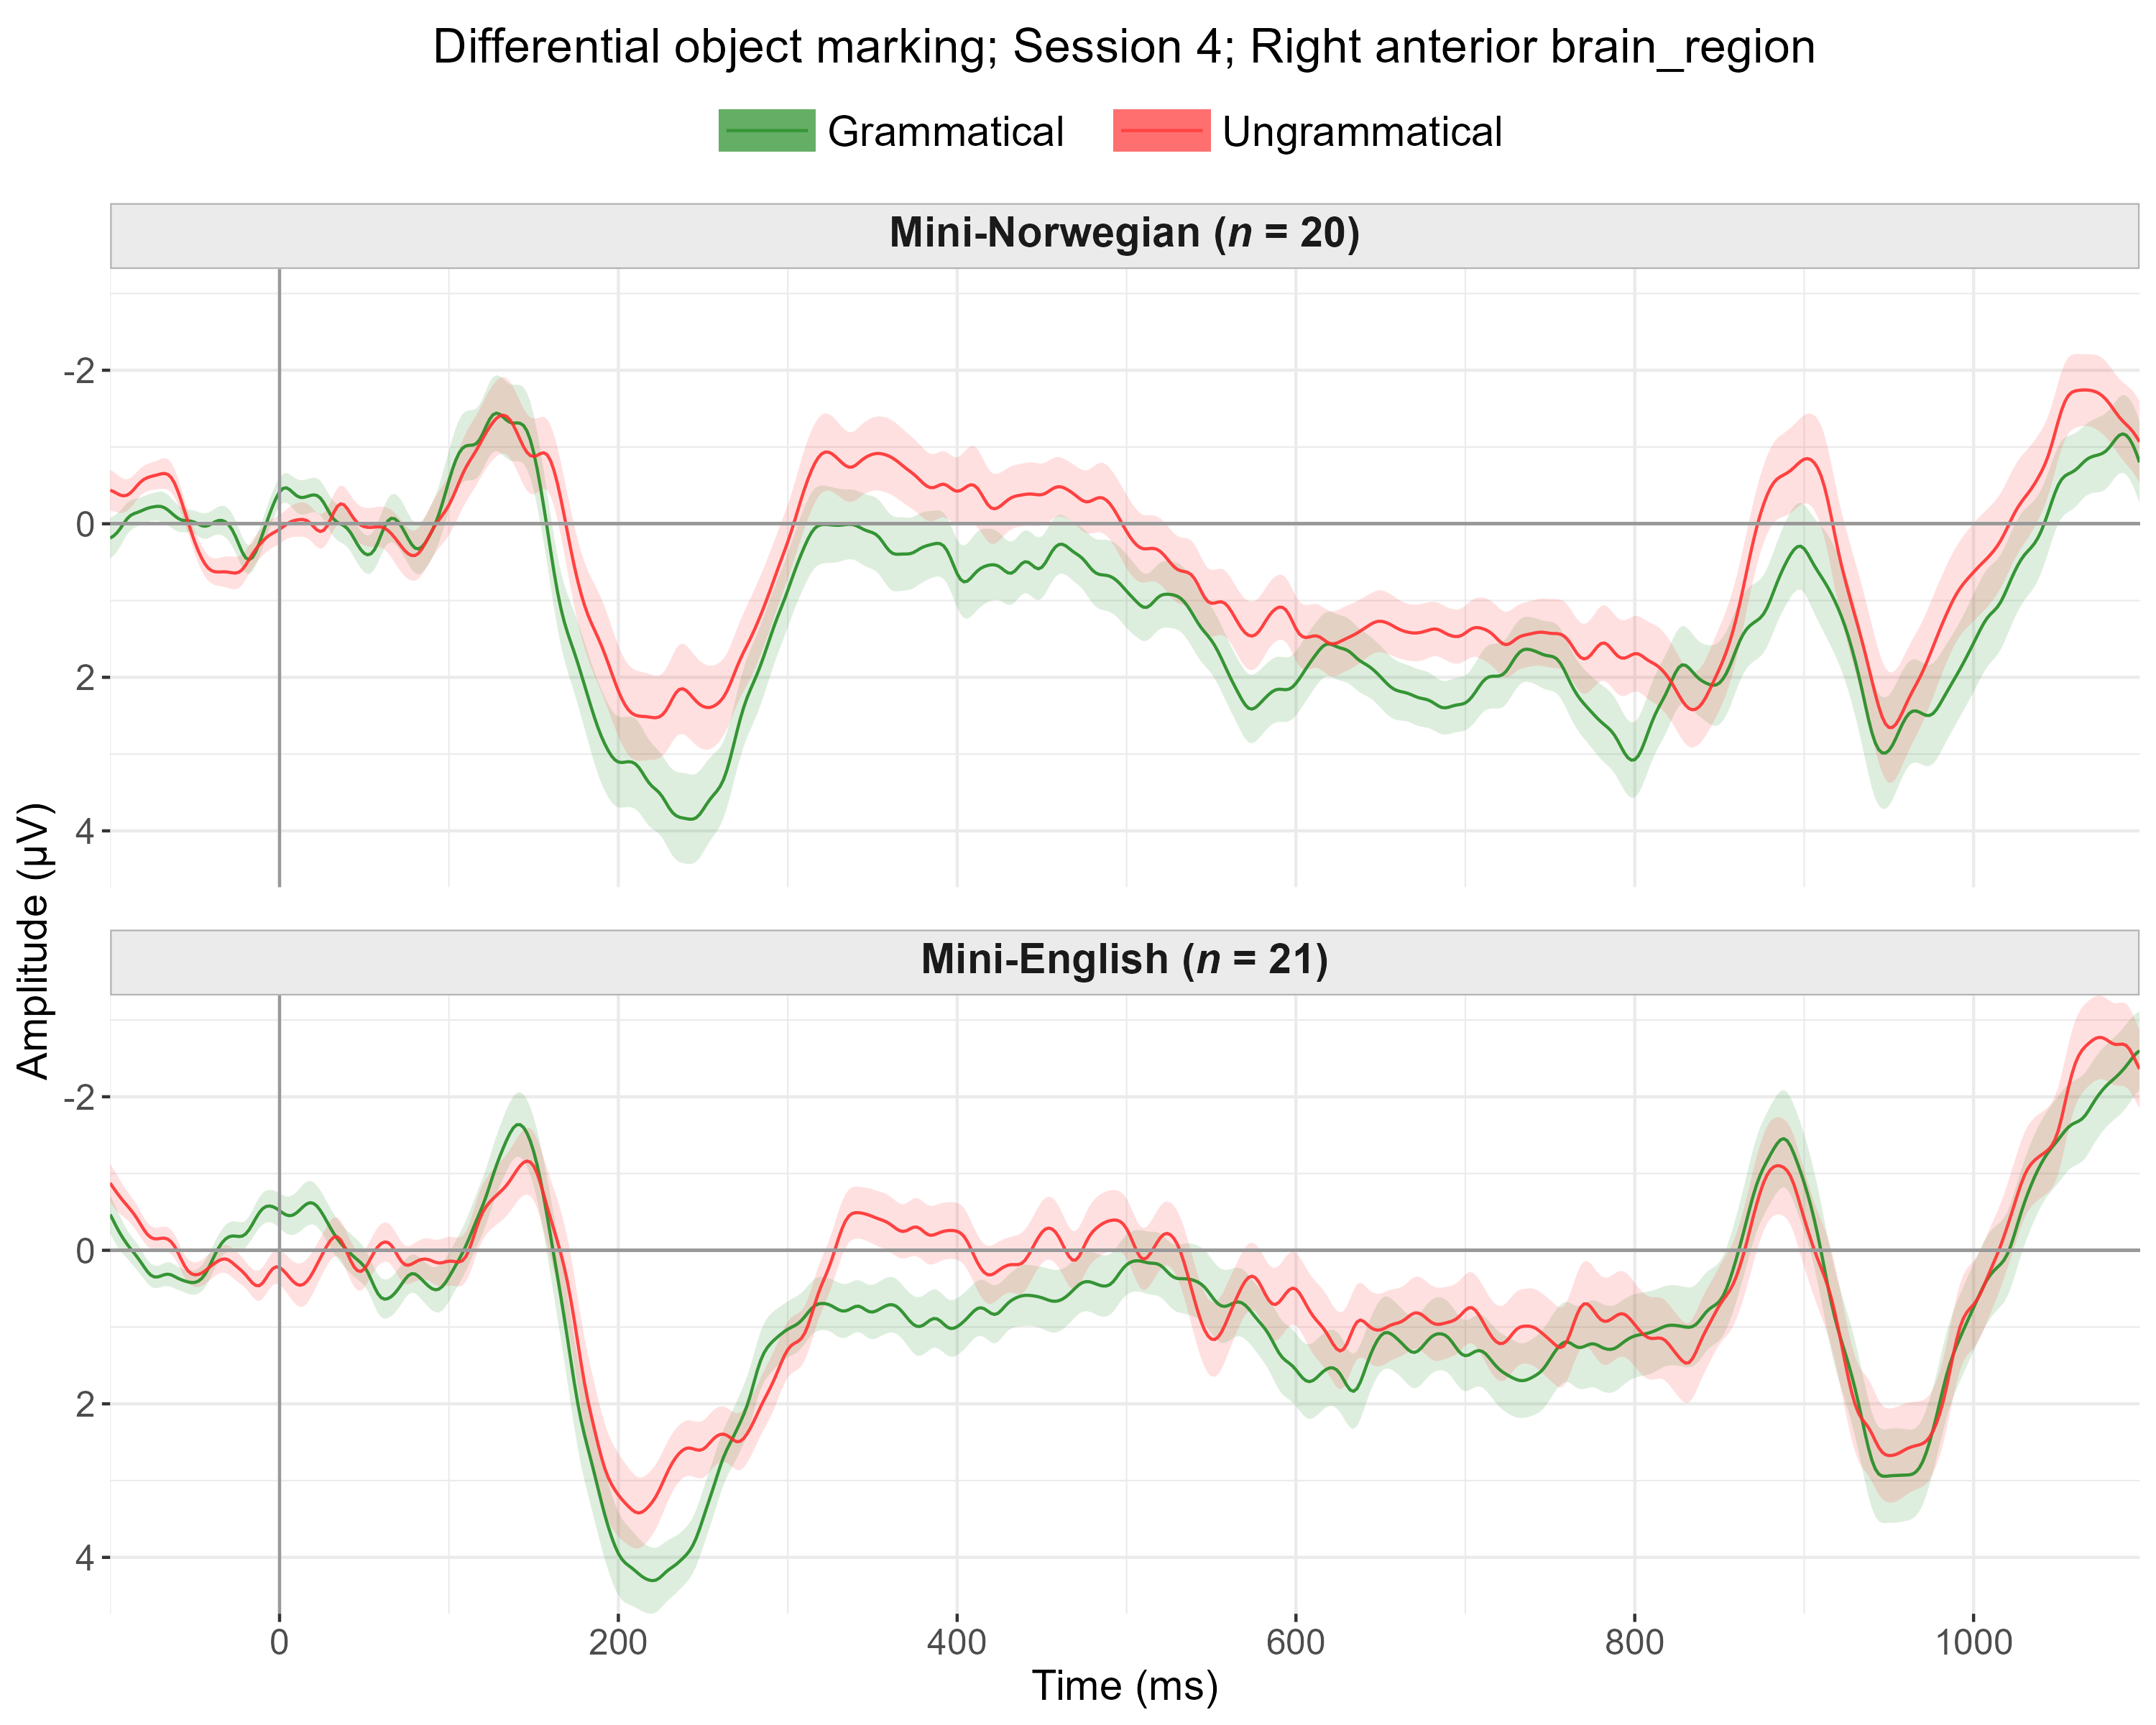 Differential object marking; Session 4; Right anterior brain_region
Grammatical Ungrammatical
Mini-Norwegian (n = 20)
-2
0
2
4
Mini-English (n = 21)
-2
0
2
4
0 200 400 600 800 1000
Time (ms)
Amplitude (µV)